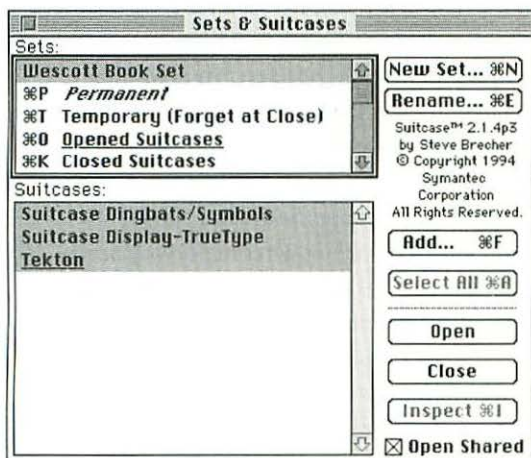 Sets & Suitcases
Sets:
Wescott Book Set
⌘P Permanent
⌘T Temporary (Forget at Close)
⌘O Opened Suitcases
⌘K Closed Suitcases
Suitcases:
Suitcase Dingbats/Symbols
Suitcase Display-TrueType
Tekton
New Set... ⌘N
Rename... ⌘E
Suitcase™ 2.1.4p3
by Steve Brecher
© Copyright 1994
Symantec
Corporation
All Rights Reserved.
Add... ⌘F
Select All ⌘A
Open
Close
Inspect ⌘I
Open Shared